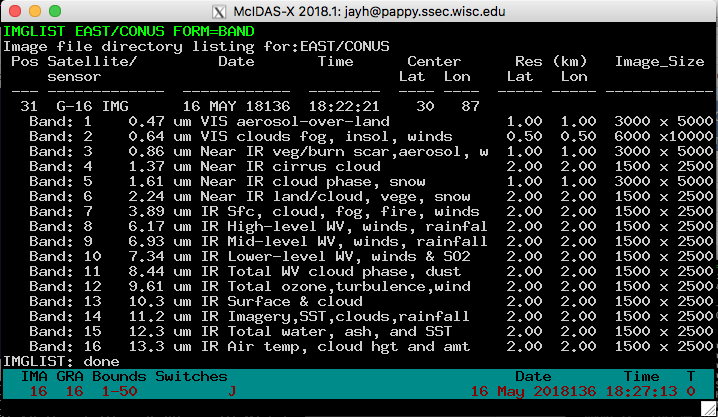 McIDAS-X 2018.1: jayh@pappy.ssec.wisc.edu
IMGLIST EAST/CONUS FORM=BAND
Image file directory listing for:EAST/CONUS
Pos Satellite/ Date Time Center Res (km) Image_Size
sensor Lat Lon Lat Lon
--- ------------- ------------ -------- ---- ---- ----- ----- ------------
31 G-16 IMG 16 MAY 18136 18:22:21 30 87
Band: 1 0.47 um VIS aerosol-over-land 1.00 1.00 3000 x 5000
Band: 2 0.64 um VIS clouds fog, insol, winds 0.50 0.50 6000 x10000
Band: 3 0.86 um Near IR veg/burn scar,aerosol, w 1.00 1.00 3000 x 5000
Band: 4 1.37 um Near IR cirrus cloud 2.00 2.00 1500 x 2500
Band: 5 1.61 um Near IR cloud phase, snow 1.00 1.00 3000 x 5000
Band: 6 2.24 um Near IR land/cloud, vege, snow 2.00 2.00 1500 x 2500
Band: 7 3.89 um IR Sfc, cloud, fog, fire, winds 2.00 2.00 1500 x 2500
Band: 8 6.17 um IR High-level WV, winds, rainfal 2.00 2.00 1500 x 2500
Band: 9 6.93 um IR Mid-level WV, winds, rainfall 2.00 2.00 1500 x 2500
Band: 10 7.34 um IR Lower-level WV, winds & SO2 2.00 2.00 1500 x 2500
Band: 11 8.44 um IR Total WV cloud phase, dust 2.00 2.00 1500 x 2500
Band: 12 9.61 um IR Total ozone,turbulence,wind 2.00 2.00 1500 x 2500
Band: 13 10.3 um IR Surface & cloud 2.00 2.00 1500 x 2500
Band: 14 11.2 um IR Imagery,SST,clouds,rainfall 2.00 2.00 1500 x 2500
Band: 15 12.3 um IR Total water, ash, and SST 2.00 2.00 1500 x 2500
Band: 16 13.3 um IR Air temp, cloud hgt and amt 2.00 2.00 1500 x 2500
IMGLIST: done
IMA GRA Bounds Switches Date Time T
16 16 1-50 J 16 May 2018136 18:27:13 0